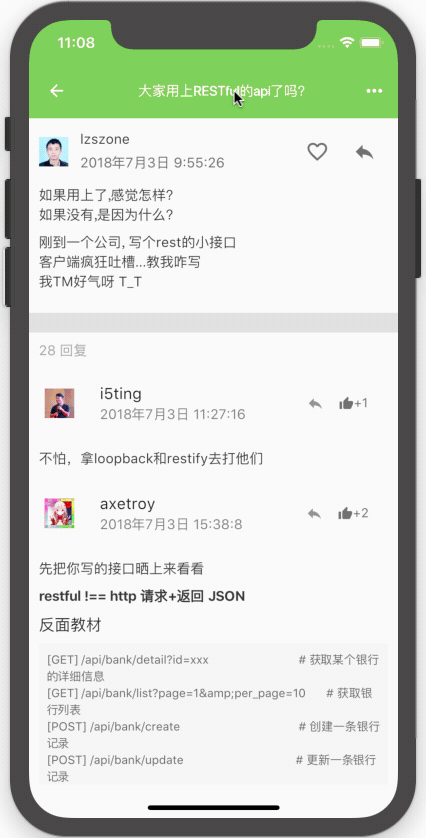 11:08
大家用上RESTful的api了吗?
lzszone
2018年7月3日 9:55:26
如果用上了,感觉怎样?
如果没有,是因为什么?
刚到一个公司, 写个rest的小接口
客户端疯狂吐槽...教我咋写
我TM好气呀 T_T
28 回复
i5ting
2018年7月3日 11:27:16
+1
不怕，拿loopback和restify去打他们
axetroy
2018年7月3日 15:38:8
+2
先把你写的接口晒上来看看
restful !== http 请求+返回 JSON
反面教材
[GET] /api/bank/detail?id=xxx # 获取某个银行
的详细信息
[GET] /api/bank/list?page=1&amp;per_page=10 # 获取银
行列表
[POST] /api/bank/create # 创建一条银行
记录
[POST] /api/bank/update # 更新一条银行
记录